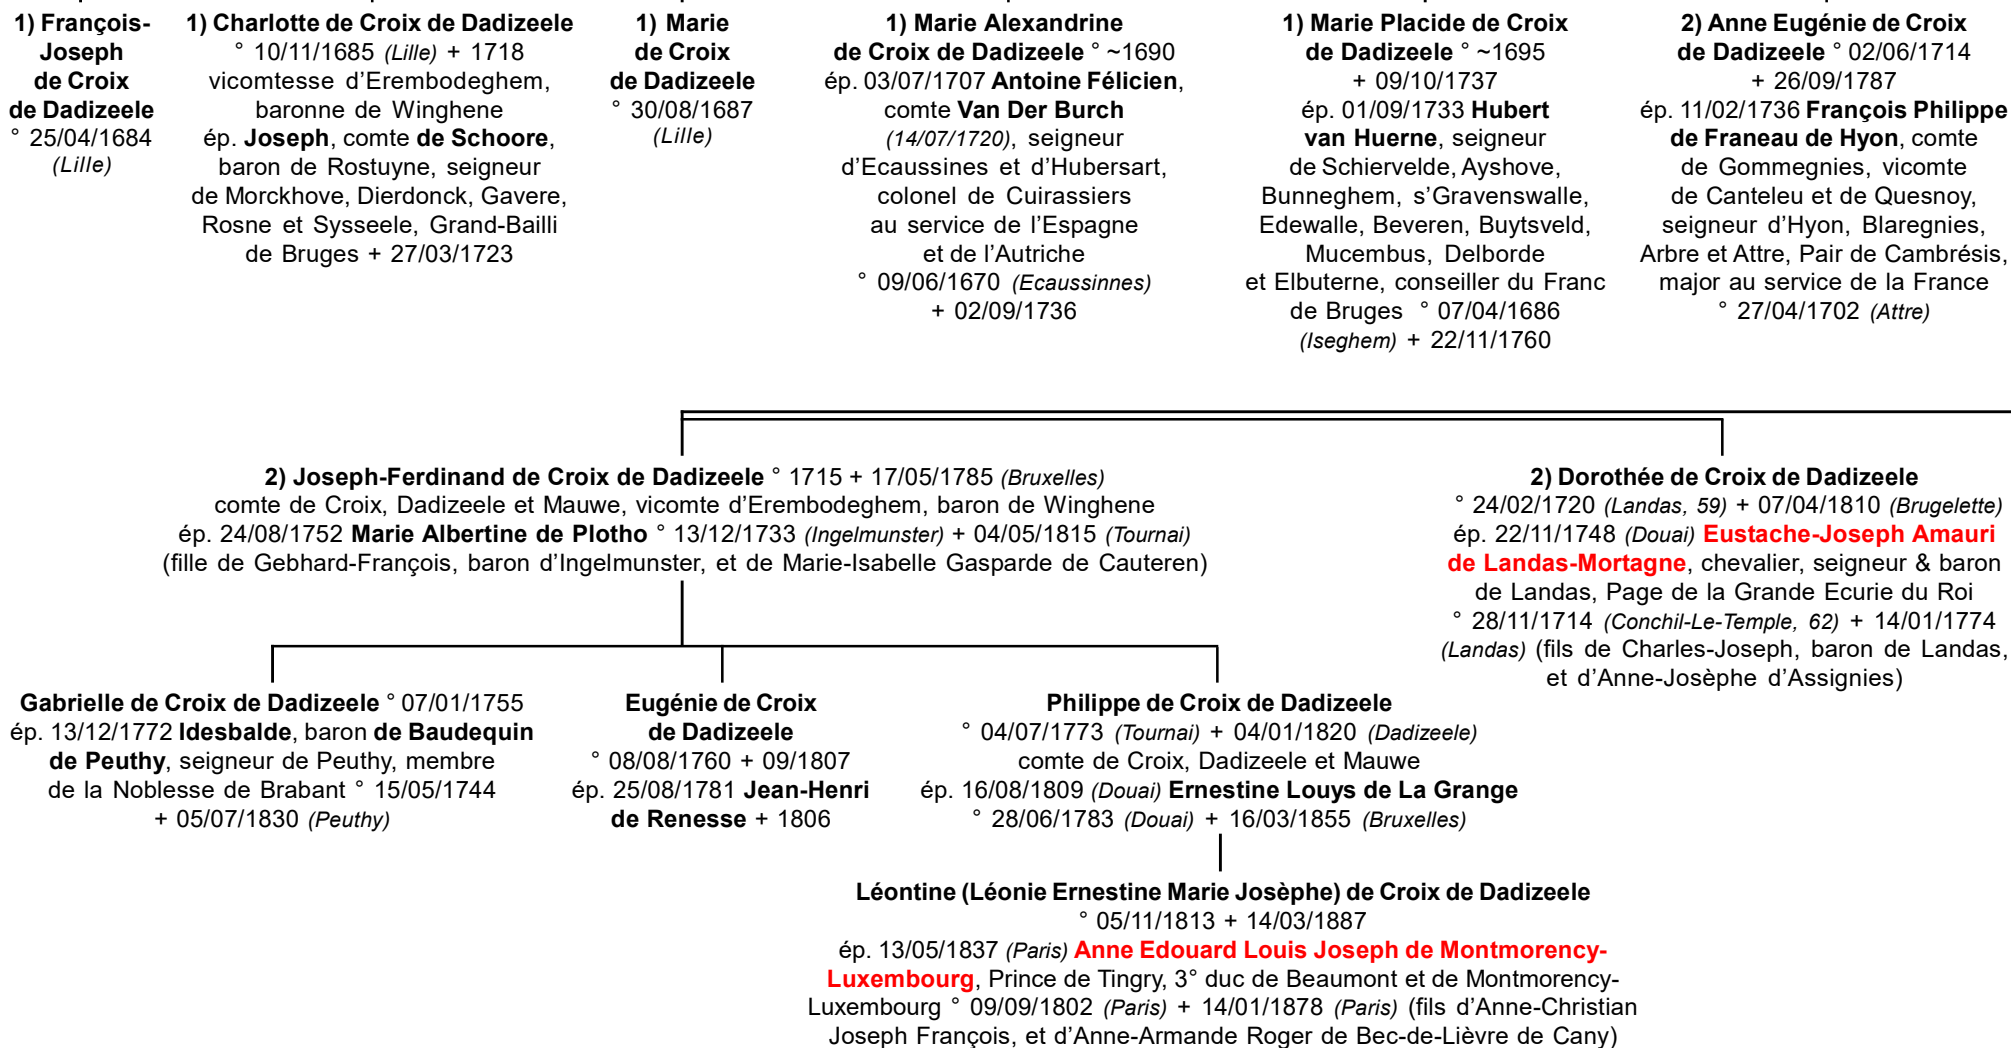 1) François-
Joseph
de Croix
de Dadizeele
° 25/04/1684
(Lille)
1) Charlotte de Croix de Dadizeele
° 10/11/1685 (Lille) + 1718
vicomtesse d'Erembodeghem,
baronne de Winghene
ép. Joseph, comte de Schoore,
baron de Rostuyne, seigneur
de Morckhove, Dierdonck, Gavere,
Rosne et Sysseele, Grand-Bailli
de Bruges + 27/03/1723
1) Marie
de Croix
de Dadizeele
° 30/08/1687
(Lille)
1) Marie Alexandrine
de Croix de Dadizeele ° ~1690
ép. 03/07/1707 Antoine Félicien,
comte Van Der Burch
(14/07/1720), seigneur
d'Ecaussines et d'Hubersart,
colonel de Cuirassiers
au service de l'Espagne
et de l'Autriche
° 09/06/1670 (Ecaussinnes)
+ 02/09/1736
1) Marie Placide de Croix
de Dadizeele ° ~1695
+ 09/10/1737
ép. 01/09/1733 Hubert
van Huerne, seigneur
de Schiervelde, Ayshove,
Bunneghem, s'Gravenswalle,
Edewalle, Beveren, Buytsveld,
Mucembus, Delborde
et Elbuterne, conseiller du Franc
de Bruges ° 07/04/1686
(Iseghem) + 22/11/1760
2) Anne Eugénie de Croix
de Dadizeele ° 02/06/1714
+ 26/09/1787
ép. 11/02/1736 François Philippe
de Franeau de Hyon, comte
de Gommegnies, vicomte
de Canteleu et de Quesnoy,
seigneur d'Hyon, Blaregnies,
Arbre et Attre, Pair de Cambrésis,
major au service de la France
° 27/04/1702 (Attre)
2) Joseph-Ferdinand de Croix de Dadizeele ° 1715 + 17/05/1785 (Bruxelles)
comte de Croix, Dadizeele et Mauwe, vicomte d'Erembodeghem, baron de Winghene
ép. 24/08/1752 Marie Albertine de Plotho ° 13/12/1733 (Ingelmunster) + 04/05/1815 (Tournai)
(fille de Gebhard-François, baron d'Ingelmunster, et de Marie-Isabelle Gasparde de Cauteren)
2) Dorothée de Croix de Dadizeele
° 24/02/1720 (Landas, 59) + 07/04/1810 (Brugelette)
ép. 22/11/1748 (Douai) Eustache-Joseph Amauri
de Landas-Mortagne, chevalier, seigneur & baron
de Landas, Page de la Grande Ecurie du Roi
° 28/11/1714 (Conchil-Le-Temple, 62) + 14/01/1774
(Landas) (fils de Charles-Joseph, baron de Landas,
et d'Anne-Josèphe d'Assignies)
Gabrielle de Croix de Dadizeele ° 07/01/1755
ép. 13/12/1772 Idesbalde, baron de Baudequin
de Peuthy, seigneur de Peuthy, membre
de la Noblesse de Brabant ° 15/05/1744
+ 05/07/1830 (Peuthy)
Eugénie de Croix
de Dadizeele
° 08/08/1760 + 09/1807
ép. 25/08/1781 Jean-Henri
de Renesse + 1806
Philippe de Croix de Dadizeele
° 04/07/1773 (Tournai) + 04/01/1820 (Dadizeele)
comte de Croix, Dadizeele et Mauwe
ép. 16/08/1809 (Douai) Ernestine Louys de La Grange
° 28/06/1783 (Douai) + 16/03/1855 (Bruxelles)
Léontine (Léonie Ernestine Marie Josèphe) de Croix de Dadizeele
° 05/11/1813 + 14/03/1887
ép. 13/05/1837 (Paris) Anne Edouard Louis Joseph de Montmorency-
Luxembourg, Prince de Tingry, 3° duc de Beaumont et de Montmorency-
Luxembourg ° 09/09/1802 (Paris) + 14/01/1878 (Paris) (fils d'Anne-Christian
Joseph François, et d'Anne-Armande Roger de Bec-de-Lièvre de Cany)